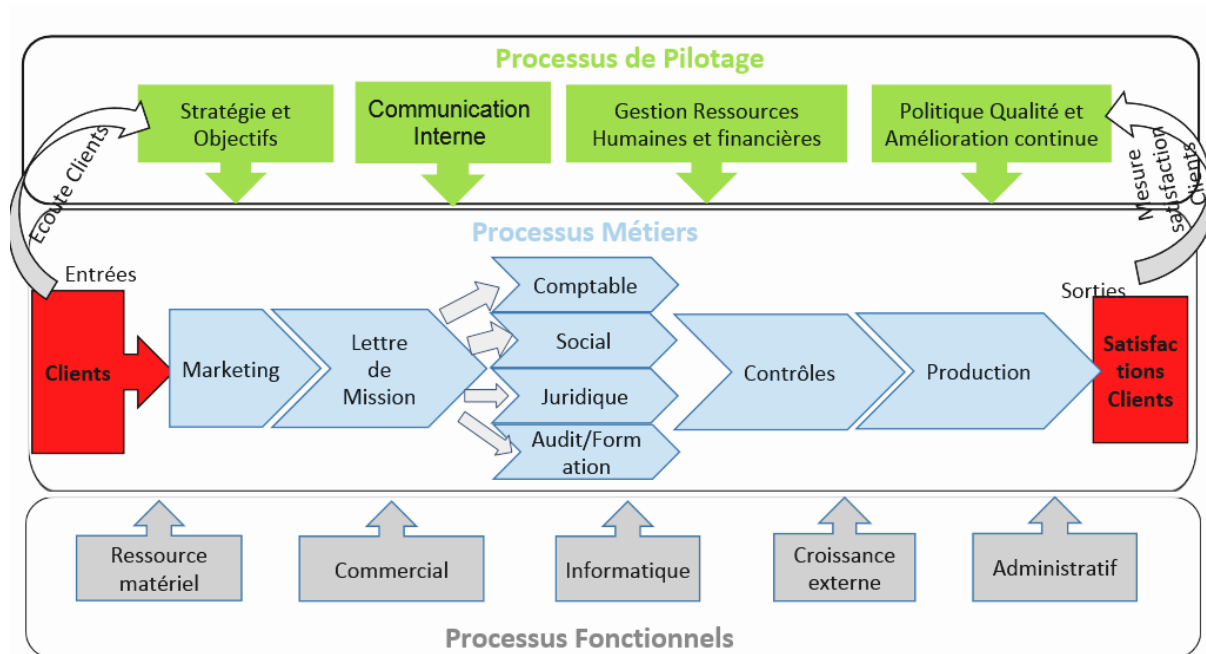 Processus de Pilotage
Stratégie et
Objectifs
Communication
Interne
Gestion Ressources
Humaines et financières
Politique Qualité et
Amélioration continue
Ecoute Clients
Mesure
satisfaction
Clients
Processus Métiers
Entrées
Sorties
Clients
Marketing
Lettre
de
Mission
Comptable
Social
Juridique
Audit/Form
ation
Contrôles
Production
Satisfac
tions
Clients
Ressource
matériel
Commercial
Informatique
Croissance
externe
Administratif
Processus Fonctionnels